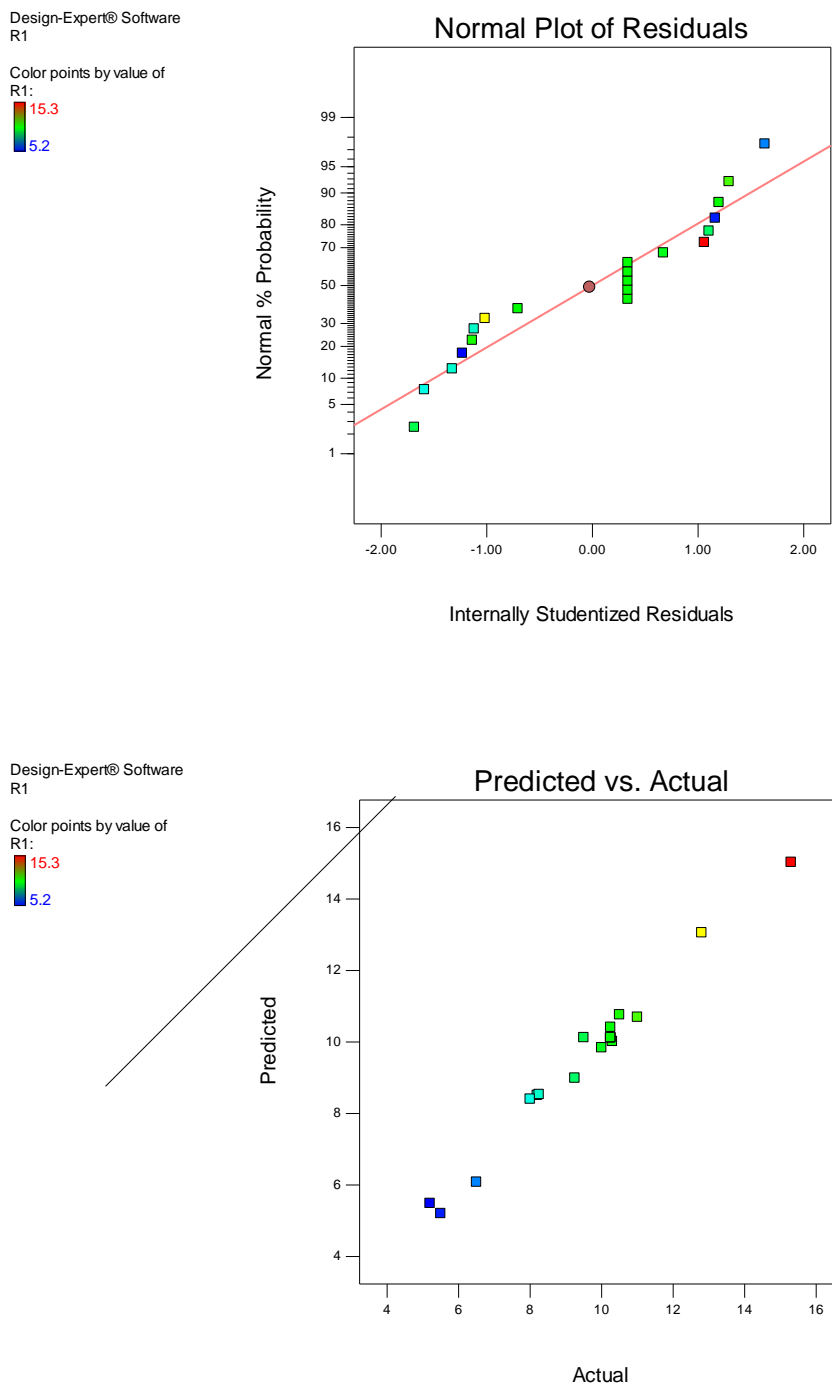 Design-Expert® Software
R1
Color points by value of
R1:
15.3
5.2
Normal Plot of Residuals
Normal % Probability
99
95
90
80
70
50
30
20
10
5
1
-2.00 -1.00 0.00 1.00 2.00
Internally Studentized Residuals
Design-Expert® Software
R1
Color points by value of
R1:
15.3
5.2
Predicted vs. Actual
Predicted
16
14
12
10
8
6
4
4 6 8 10 12 14 16
Actual